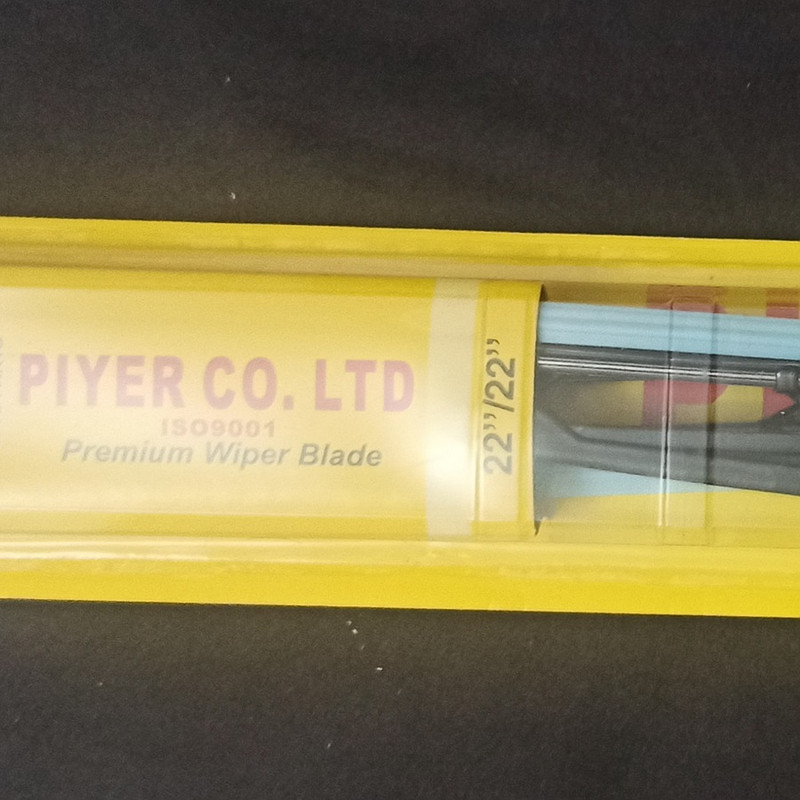 PIYER CO. LTD
ISO9001
Premium Wiper Blade
22”/22”